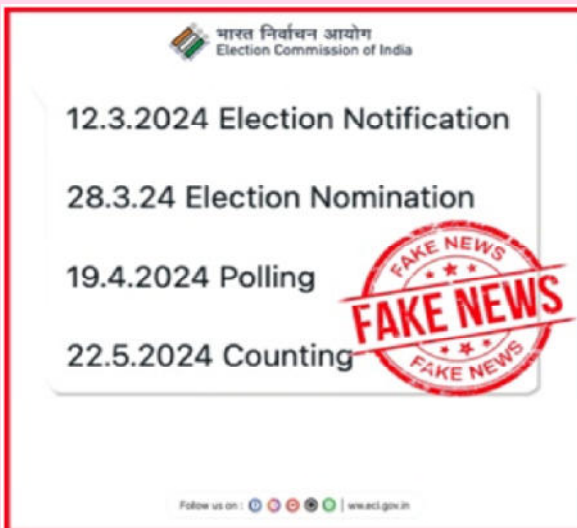 भारत निर्वाचन आयोग
Election Commission of India
12.3.2024 Election Notification
28.3.24 Election Nomination
19.4.2024 Polling
22.5.2024 Counting
FAKE NEWS
FAKE NEWS
FAKE NEWS
Follow us on : | www.eci.gov.in